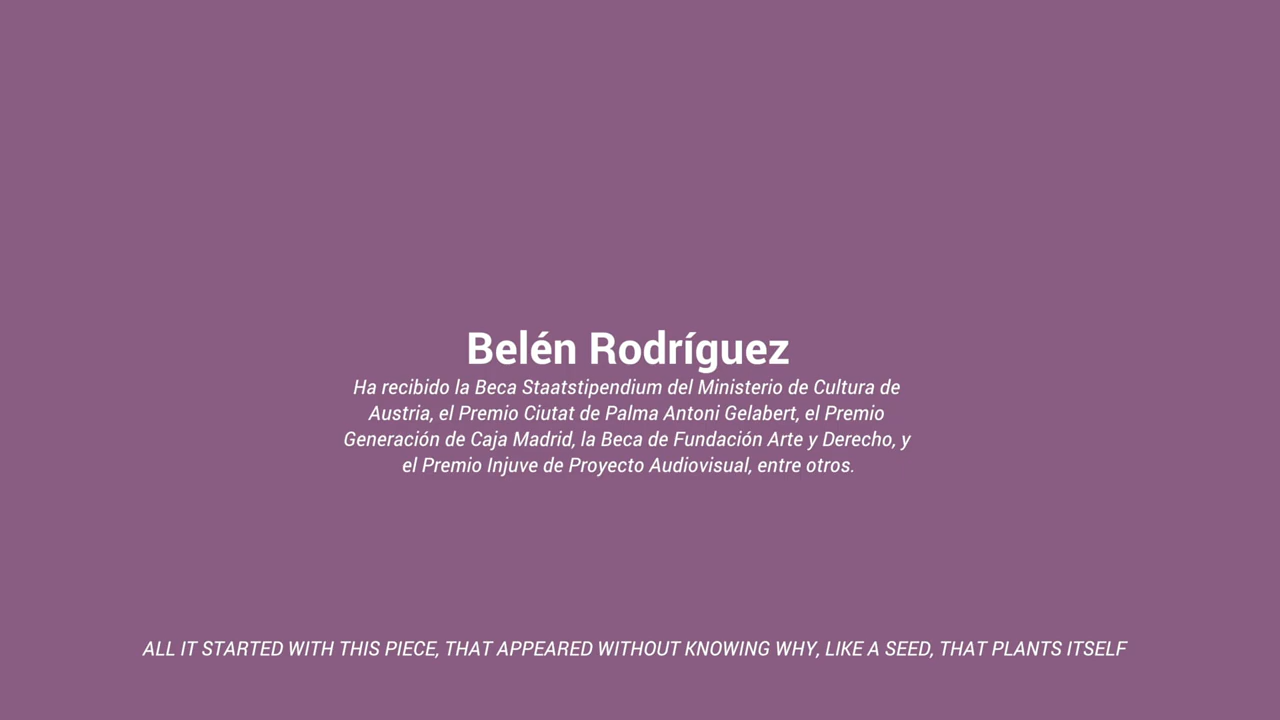 Belén Rodríguez
Ha recibido la Beca Staatstipendium del Ministerio de Cultura de
Austria, el Premio Ciutat de Palma Antoni Gelabert, el Premio
Generación de Caja Madrid, la Beca de Fundación Arte y Derecho, y
el Premio Injuve de Proyecto Audiovisual, entre otros.
ALL IT STARTED WITH THIS PIECE, THAT APPEARED WITHOUT KNOWING WHY, LIKE A SEED, THAT PLANTS ITSELF